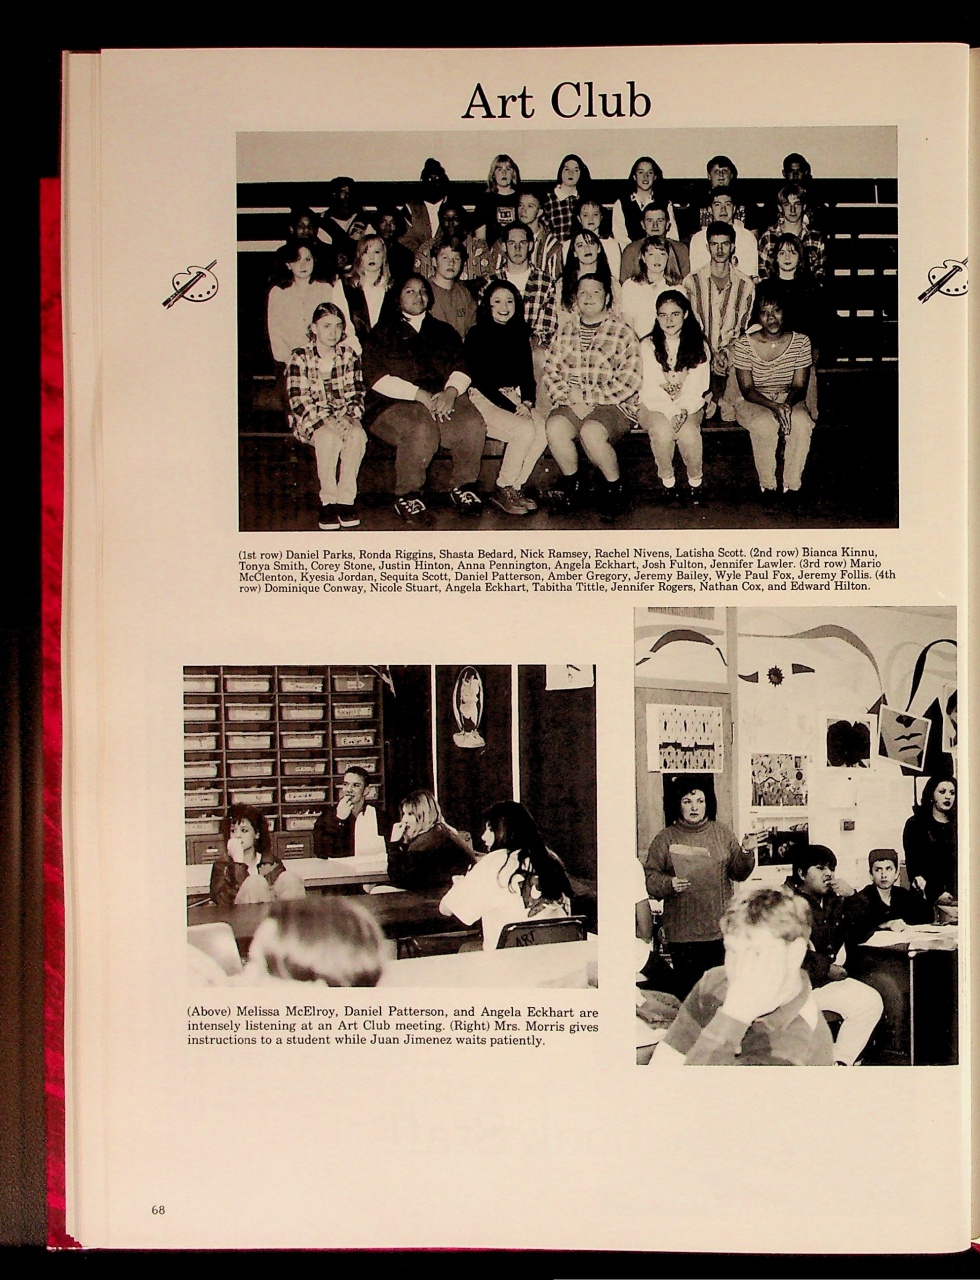 Art Club
(1st row) Daniel Parks, Ronda Riggins, Shasta Bedard, Nick Ramsey, Rachel Nivens, Latisha Scott. (2nd row) Bianca Kinnu,
Tonya Smith, Corey Stone, Justin Hinton, Anna Pennington, Angela Eckhart, Josh Fulton, Jennifer Lawler. (3rd row) Mario
McClenton, Kyesia Jordan, Sequita Scott, Daniel Patterson, Amber Gregory, Jeremy Bailey, Wyle Paul Fox, Jeremy Follis. (4th
row) Dominique Conway, Nicole Stuart, Angela Eckhart, Tabitha Tittle, Jennifer Rogers, Nathan Cox, and Edward Hilton.
ART
(Above) Melissa McElroy, Daniel Patterson, and Angela Eckhart are
intensely listening at an Art Club meeting. (Right) Mrs. Morris gives
instructions to a student while Juan Jimenez waits patiently.
68